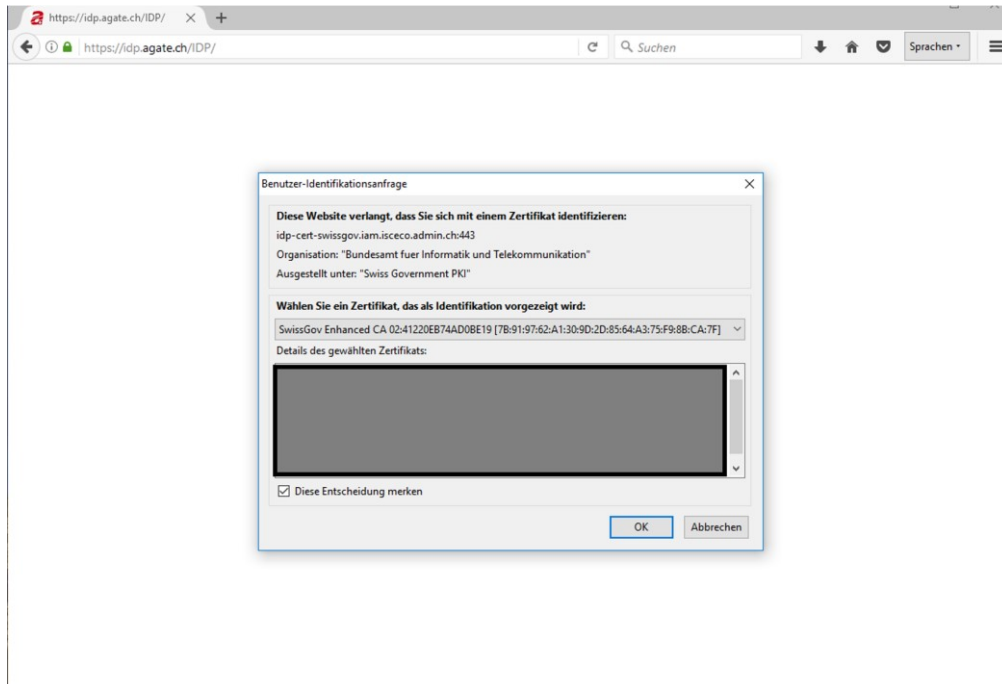 https://idp.agate.ch/IDP/
https://idp.agate.ch/IDP/
Suchen
Sprachen
Benutzer-Identifikationsanfrage
Diese Website verlangt, dass Sie sich mit einem Zertifikat identifizieren:
idp-cert-swissgov.iam.isceco.admin.ch:443
Organisation: "Bundesamt fuer Informatik und Telekommunikation"
Ausgestellt unter: "Swiss Government PKI"
Wählen Sie ein Zertifikat, das als Identifikation vorgezeigt wird:
SwissGov Enhanced CA 02:41220EB74AD0BE19 [7B:91:97:62:A1:30:9D:2D:85:64:A3:75:F9:8B:CA:7F]
Details des gewählten Zertifikats:
Diese Entscheidung merken
OK Abbrechen